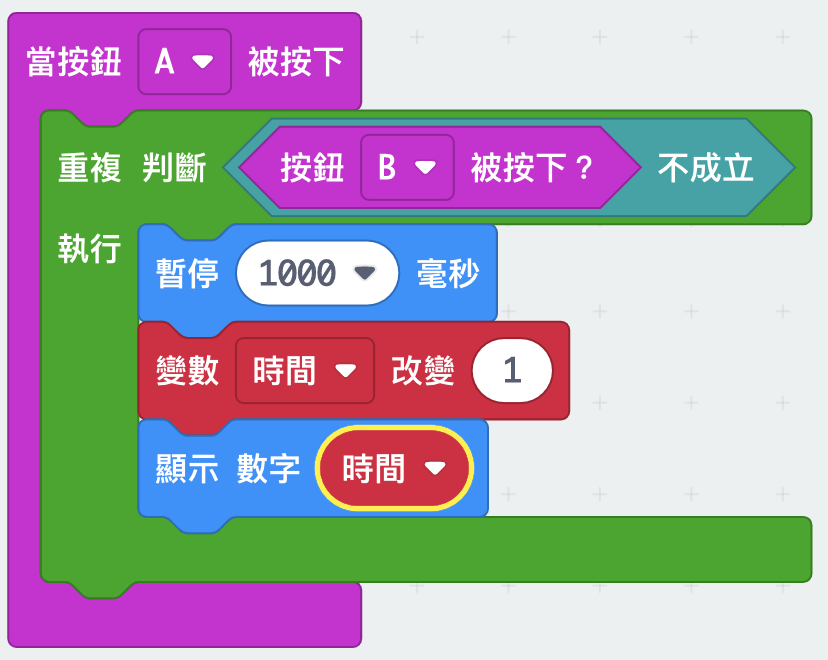 當按鈕 A 被按下
重複 判斷 按鈕 B 被按下？ 不成立
執行
暫停 1000 毫秒
變數 時間 改變 1
顯示 數字 時間